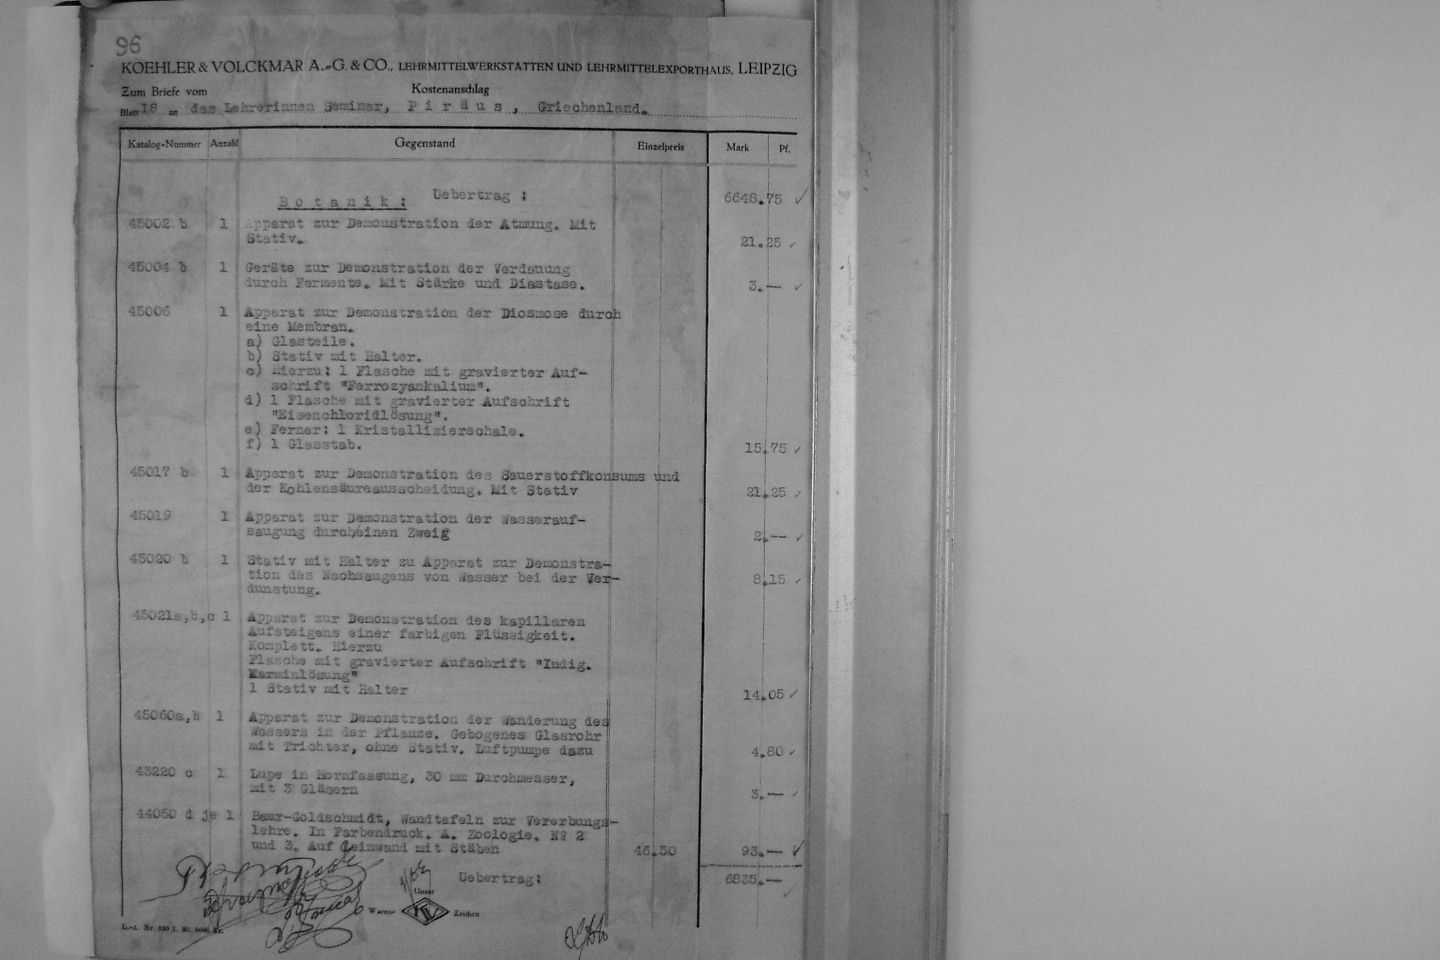 96
KOEHLER & VOLCKMAR A.-G. & CO., LEHRMITTELWERKSTATTEN UND LEHRMITTELEXPORTHAUS, LEIPZIG
Zum Briefe vom Kostenanschlag
Blatt 18 an das Lehrerinnen Seminar, Piräus, Griechenland.
Katalog-Nummer Anzahl Gegenstand Einzelpreis Mark Pf.
Botanik: Uebertrag : 6648.75
45002 b 1 Apparat zur Demonstration der Atmung. Mit
Stativ. 21.25
45004 b 1 Geräte zur Demonstration der Verdauung
durch Fermente. Mit Stärke und Diastase. 3.—
45006 1 Apparat zur Demonstration der Diosmose durch
eine Membran.
a) Glasteile.
b) Stativ mit Halter.
c) Hierzu: 1 Flasche mit gravierter Auf-
schrift "Ferrozyankalium".
d) 1 Flasche mit gravierter Aufschrift
"Eisenchloridlösung".
e) Ferner: 1 Kristallisierschale.
f) 1 Glasstab. 15.75
45017 b 1 Apparat zur Demonstration des Sauerstoffkonsums und
der Kohlensäureausscheidung. Mit Stativ 21.25
45019 1 Apparat zur Demonstration der Wasserauf-
saugung durch einen Zweig 2.—
45020 b 1 Stativ mit Halter zu Apparat zur Demonstra-
tion des Nachsaugens von Wasser bei der Ver-
dunstung. 8.15
45021a,b,c 1 Apparat zur Demonstration des kapillaren
Aufsteigens einer farbigen Flüssigkeit.
Komplett. Hierzu
Flasche mit gravierter Aufschrift "Indig.
Karminlösung"
1 Stativ mit Halter 14.05
45060a,b 1 Apparat zur Demonstration der Wanderung des
Wassers in der Pflanze. Gebogenes Glasrohr
mit Trichter, ohne Stativ. Luftpumpe dazu 4.80
43220 c 1 Lupe in Hornfassung, 30 mm Durchmesser,
mit 3 Gläsern 3.—
44050 d je 1 Baur-Goldschmidt, Wandtafeln zur Vererbungs-
lehre. In Farbendruck. A. Zoologie. № 2
und 3. Auf Leinwand mit Stäben 46.50 93.—
Uebertrag: 6835.—
Unser
Waren- KV Zeichen